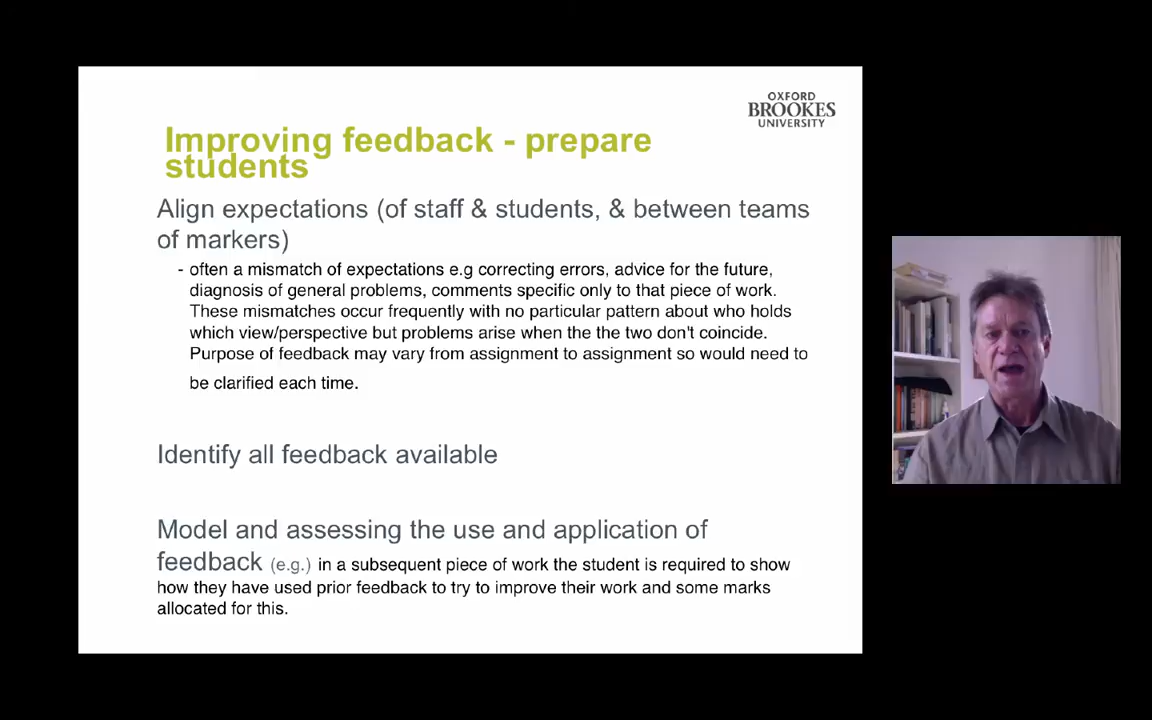 OXFORD
BROOKES
UNIVERSITY
Improving feedback - prepare
students
Align expectations (of staff & students, & between teams
of markers)
- often a mismatch of expectations e.g correcting errors, advice for the future,
diagnosis of general problems, comments specific only to that piece of work.
These mismatches occur frequently with no particular pattern about who holds
which view/perspective but problems arise when the the two don't coincide.
Purpose of feedback may vary from assignment to assignment so would need to
be clarified each time.
Identify all feedback available
Model and assessing the use and application of
feedback (e.g.) in a subsequent piece of work the student is required to show
how they have used prior feedback to try to improve their work and some marks
allocated for this.